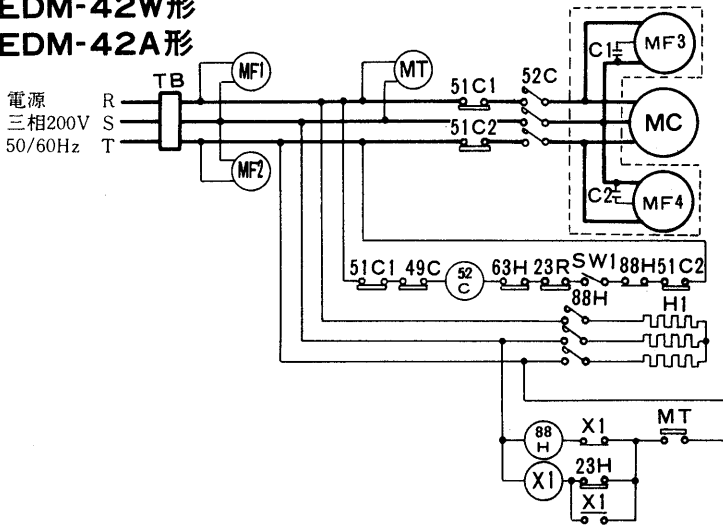 EDM-42W形
EDM-42A形
電源 R
三相200V S
50/60Hz T
TB
MF1
MF2
MT
51C1
51C2
52C
C1
MF3
MC
C2
MF4
51C1
49C
52
C
63H
23R
SW1
88H
51C2
88H
H1
88
H
X1
MT
X1
23H
X1